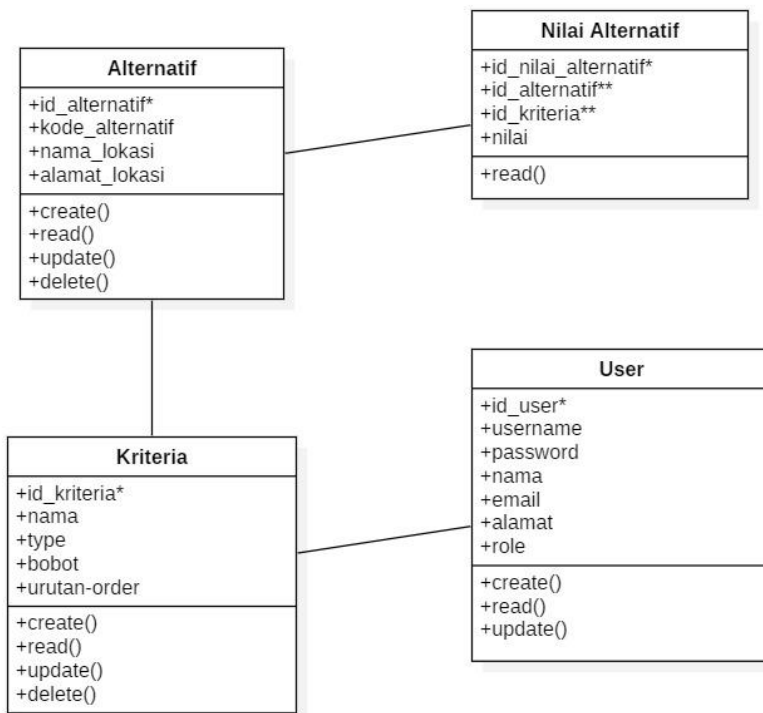 Alternatif
+id_alternatif*
+kode_alternatif
+nama_lokasi
+alamat_lokasi
+create()
+read()
+update()
+delete()
Nilai Alternatif
+id_nilai_alternatif*
+id_alternatif**
+id_kriteria**
+nilai
+read()
Kriteria
+id_kriteria*
+nama
+type
+bobot
+urutan-order
+create()
+read()
+update()
+delete()
User
+id_user*
+username
+password
+nama
+email
+alamat
+role
+create()
+read()
+update()